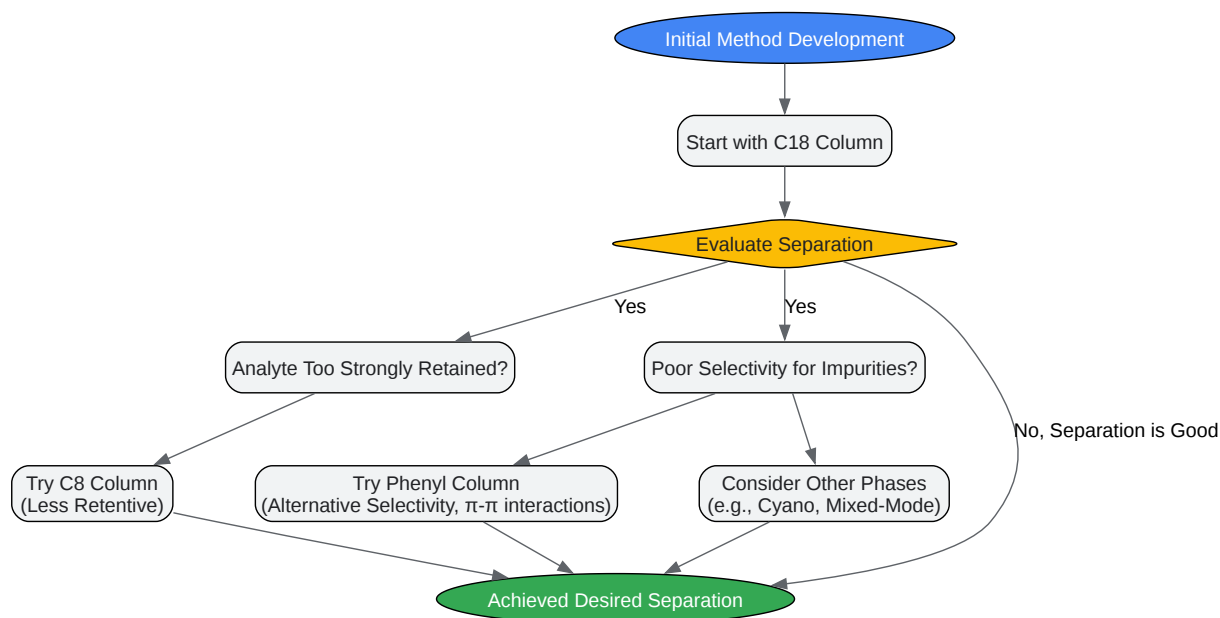 Initial Method Development
Start with C18 Column
Evaluate Separation
Yes
Yes
Analyte Too Strongly Retained?
Poor Selectivity for Impurities?
No, Separation is Good
Try C8 Column
(Less Retentive)
Try Phenyl Column
(Alternative Selectivity, π-π interactions)
Consider Other Phases
(e.g., Cyano, Mixed-Mode)
Achieved Desired Separation